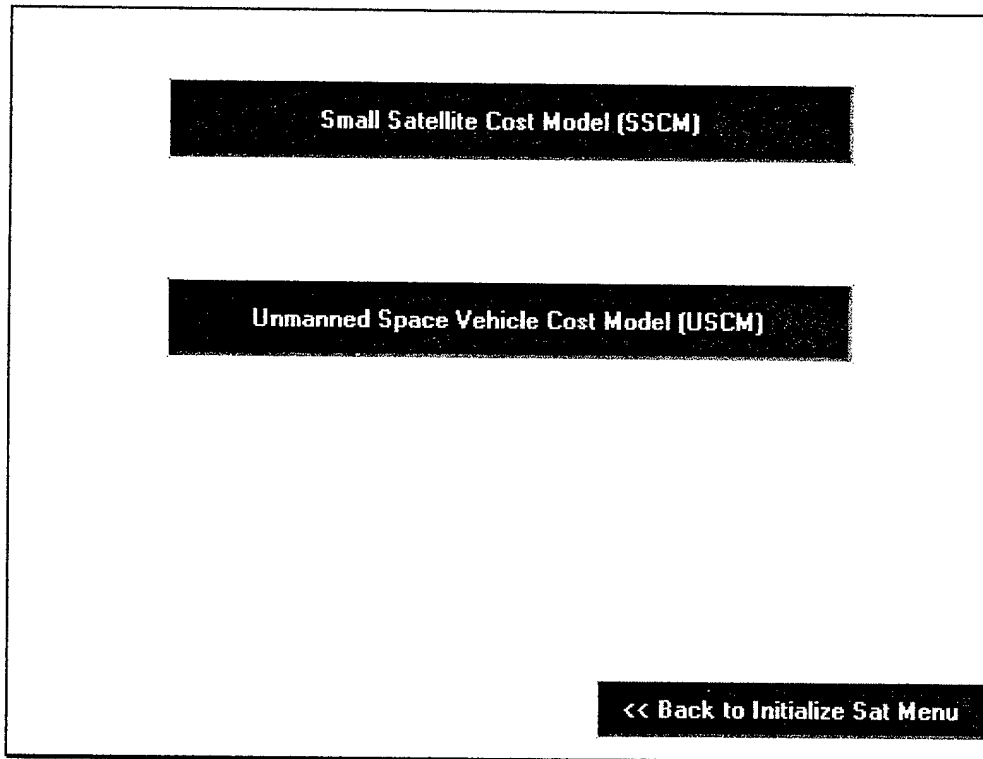 Small Satellite Cost Model (SSCM)
Unmanned Space Vehicle Cost Model (USCM)
<< Back to Initialize Sat Menu